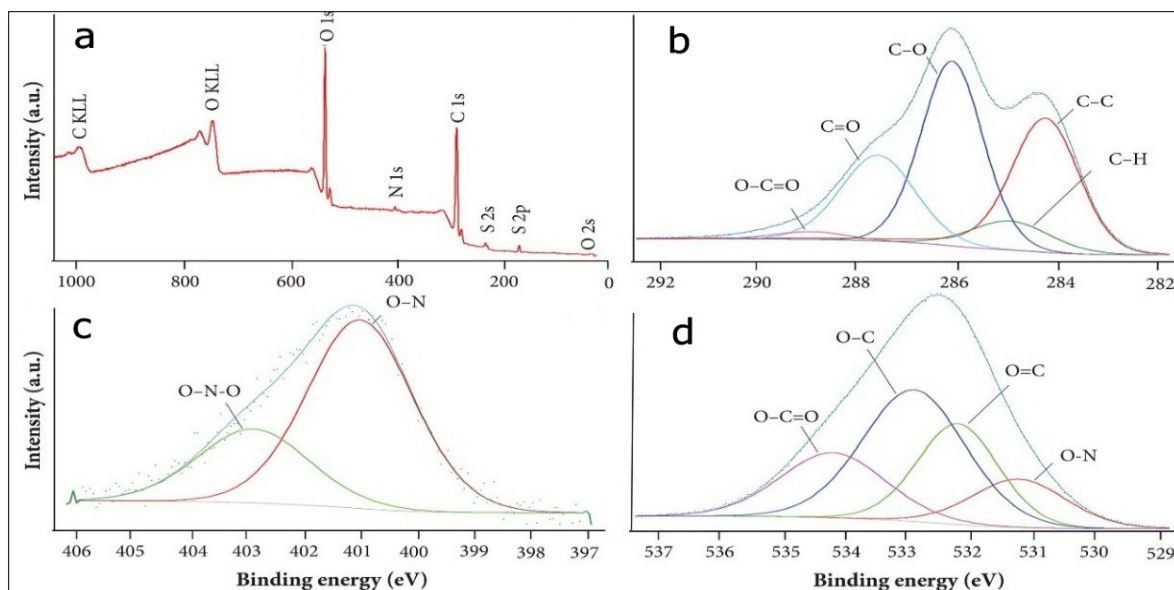 a
Intensity (a.u.)
C KLL
O KLL
O 1s
N 1s
C 1s
S 2s
S 2p
O 2s
1000 800 600 400 200 0
b
C–O
C–C
C=O
C–H
O–C=O
292 290 288 286 284 282
c
Intensity (a.u.)
O–N
O–N-O
406 405 404 403 402 401 400 399 398 397
Binding energy (eV)
d
O–C
O=C
O–C=O
O-N
537 536 535 534 533 532 531 530 529
Binding energy (eV)